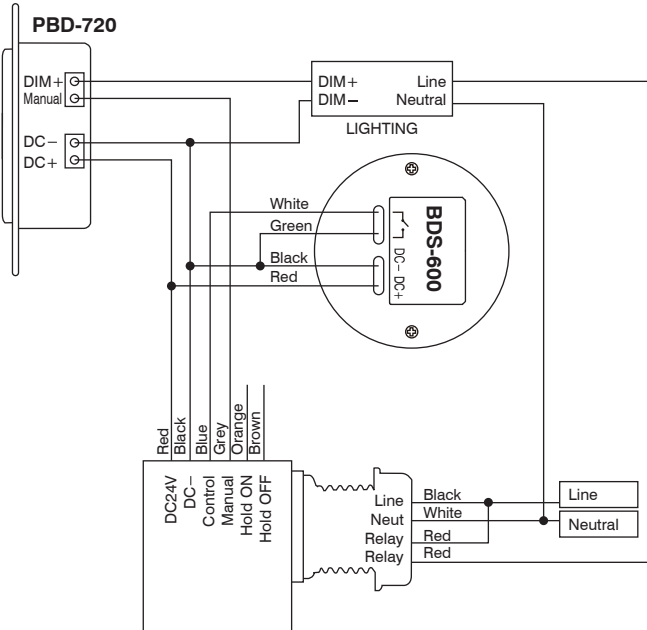 PBD-720
DIM+
Manual
DC−
DC+
DIM+ Line
DIM− Neutral
LIGHTING
White
Green
Black
Red
BDS-600
DC− DC+
Red
Black
Blue
Grey
Orange
Brown
DC24V
DC−
Control
Manual
Hold ON
Hold OFF
Line Black Line
Neut White Neutral
Relay Red
Relay Red